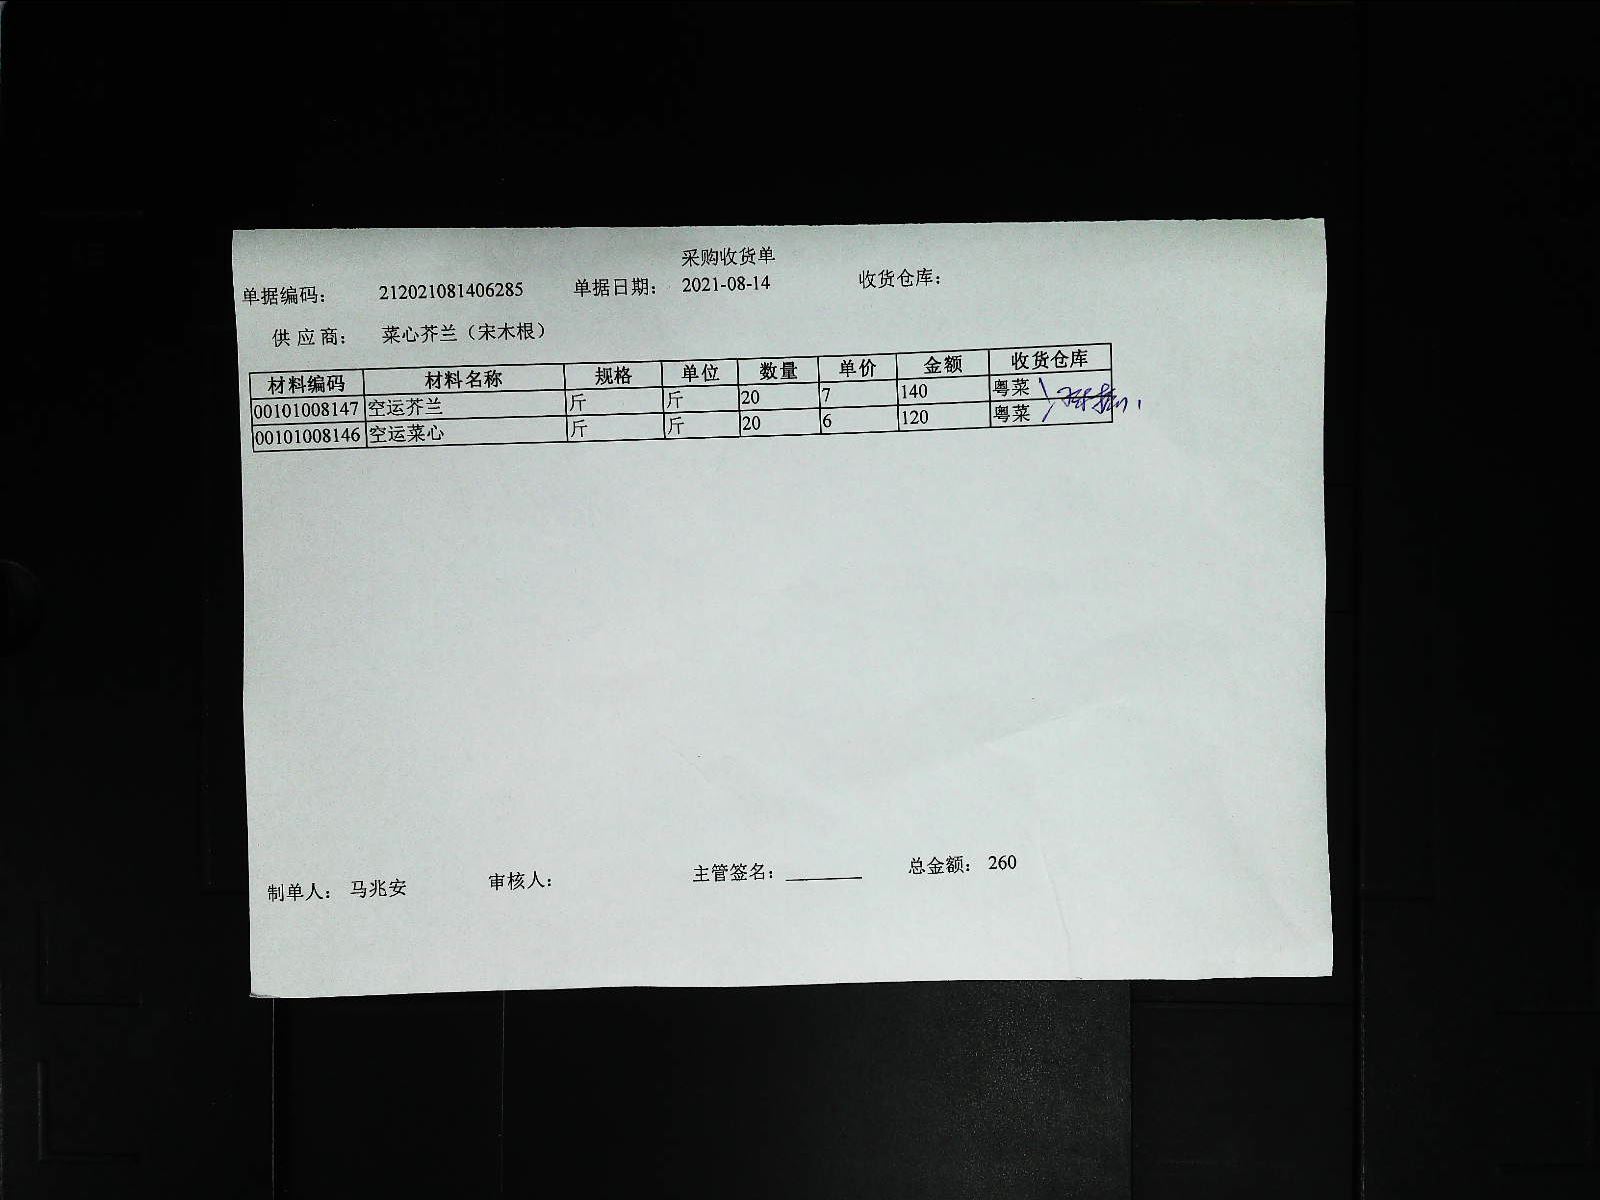 采购收货单
单据编码： 212021081406285 单据日期： 2021-08-14 收货仓库：
供 应 商： 菜心芥兰（宋木根）
材料编码 材料名称 规格 单位 数量 单价 金额 收货仓库
00101008147 空运芥兰 斤 斤 20 7 140 粤菜
00101008146 空运菜心 斤 斤 20 6 120 粤菜
制单人： 马兆安 审核人： 主管签名：________ 总金额： 260